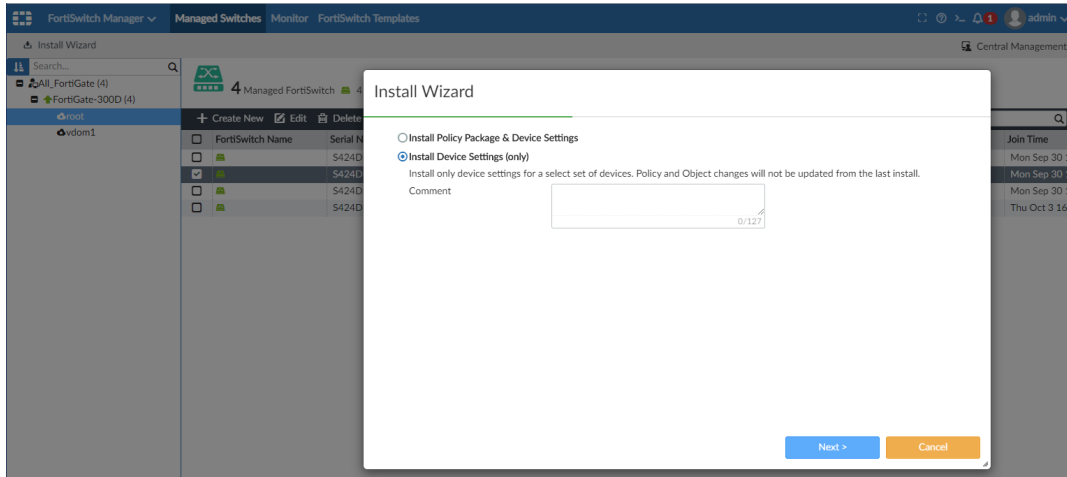 FortiSwitch Manager Managed Switches Monitor FortiSwitch Templates 1 admin
Install Wizard Central Management
Search...
All_FortiGate (4)
FortiGate-300D (4)
root
vdom1
4 Managed FortiSwitch 4
Create New Edit Delete
FortiSwitch Name Serial N Join Time
S424D Mon Sep 30
S424D Mon Sep 30
S424D Mon Sep 30
S424D Thu Oct 3 16
Install Wizard
Install Policy Package & Device Settings
Install Device Settings (only)
Install only device settings for a select set of devices. Policy and Object changes will not be updated from the last install.
Comment
0/127
Next > Cancel